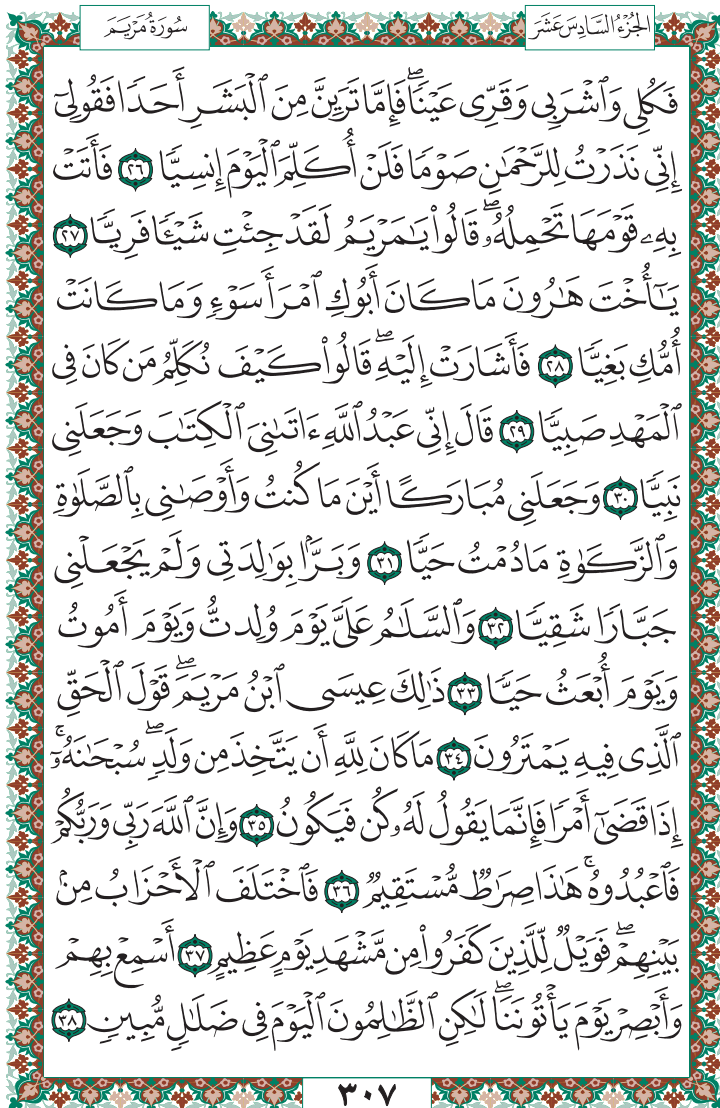 الجُزْءُ السَّادِسَ عَشَرَ
سُورَةُ مَرْيَمَ
فَكُلِي وَٱشْرَبِي وَقَرِّي عَيْنٗاۖ فَإِمَّا تَرَيِنَّ مِنَ ٱلۡبَشَرِ أَحَدٗا فَقُولِيٓ
إِنِّي نَذَرۡتُ لِلرَّحۡمَٰنِ صَوۡمٗا فَلَنۡ أُكَلِّمَ ٱلۡيَوۡمَ إِنسِيّٗا ٢٦ فَأَتَتۡ
بِهِۦ قَوۡمَهَا تَحۡمِلُهُۥۖ قَالُواْ يَٰمَرۡيَمُ لَقَدۡ جِئۡتِ شَيۡـٔٗا فَرِيّٗا ٢٧
يَٰٓأُخۡتَ هَٰرُونَ مَا كَانَ أَبُوكِ ٱمۡرَأَ سَوۡءٖ وَمَا كَانَتۡ
أُمُّكِ بَغِيّٗا ٢٨ فَأَشَارَتۡ إِلَيۡهِۖ قَالُواْ كَيۡفَ نُكَلِّمُ مَن كَانَ فِي
ٱلۡمَهۡدِ صَبِيّٗا ٢٩ قَالَ إِنِّي عَبۡدُ ٱللَّهِ ءَاتَىٰنِيَ ٱلۡكِتَٰبَ وَجَعَلَنِي
نَبِيّٗا ٣٠ وَجَعَلَنِي مُبَارَكًا أَيۡنَ مَا كُنتُ وَأَوۡصَٰنِي بِٱلصَّلَوٰةِ
وَٱلزَّكَوٰةِ مَا دُمۡتُ حَيّٗا ٣١ وَبَرَّۢا بِوَٰلِدَتِي وَلَمۡ يَجۡعَلۡنِي
جَبَّارٗا شَقِيّٗا ٣٢ وَٱلسَّلَٰمُ عَلَيَّ يَوۡمَ وُلِدتُّ وَيَوۡمَ أَمُوتُ
وَيَوۡمَ أُبۡعَثُ حَيّٗا ٣٣ ذَٰلِكَ عِيسَى ٱبۡنُ مَرۡيَمَۖ قَوۡلَ ٱلۡحَقِّ
ٱلَّذِي فِيهِ يَمۡتَرُونَ ٣٤ مَا كَانَ لِلَّهِ أَن يَتَّخِذَ مِن وَلَدٖۖ سُبۡحَٰنَهُۥٓۚ
إِذَا قَضَىٰٓ أَمۡرٗا فَإِنَّمَا يَقُولُ لَهُۥ كُن فَيَكُونُ ٣٥ وَإِنَّ ٱللَّهَ رَبِّي وَرَبُّكُمۡ
فَٱعۡبُدُوهُۚ هَٰذَا صِرَٰطٞ مُّسۡتَقِيمٞ ٣٦ فَٱخۡتَلَفَ ٱلۡأَحۡزَابُ مِنۢ
بَيۡنِهِمۡۖ فَوَيۡلٞ لِّلَّذِينَ كَفَرُواْ مِن مَّشۡهَدِ يَوۡمٍ عَظِيمٍ ٣٧ أَسۡمِعۡ بِهِمۡ
وَأَبۡصِرۡ يَوۡمَ يَأۡتُونَنَاۖ لَٰكِنِ ٱلظَّٰلِمُونَ ٱلۡيَوۡمَ فِي ضَلَٰلٖ مُّبِينٖ ٣٨
٣٠٧